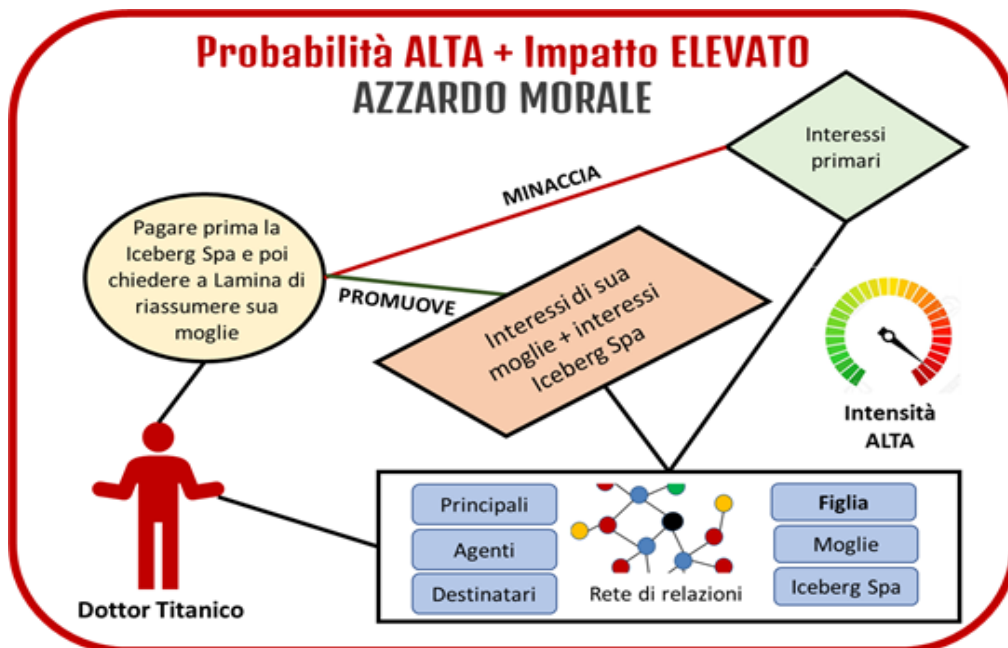 Probabilità ALTA + Impatto ELEVATO
AZZARDO MORALE
Interessi
primari
MINACCIA
Pagare prima la
Iceberg Spa e poi
chiedere a Lamina di
riassumere sua
moglie
PROMUOVE
Interessi di sua
moglie + interessi
Iceberg Spa
Intensità
ALTA
Dottor Titanico
Principali
Agenti
Destinatari
Rete di relazioni
Figlia
Moglie
Iceberg Spa